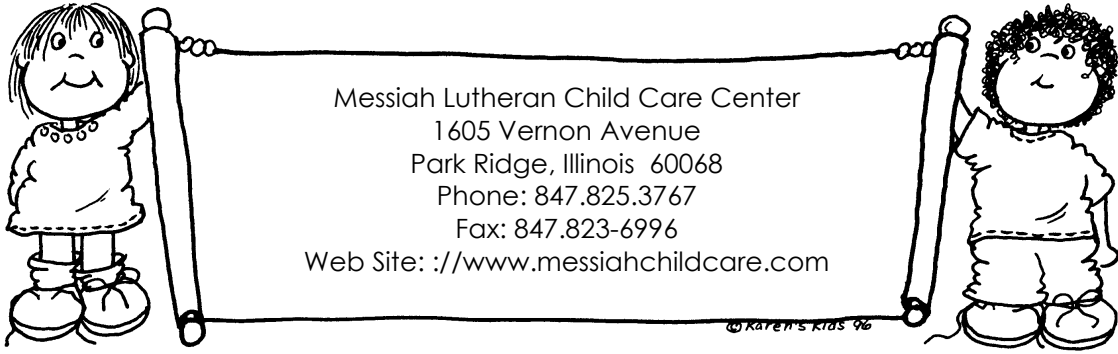 Messiah Lutheran Child Care Center
1605 Vernon Avenue
Park Ridge, Illinois  60068
Phone: 847.825.3767
Fax: 847.823-6996
Web Site: ://www.messiahchildcare.com
© Karen's Kids 96